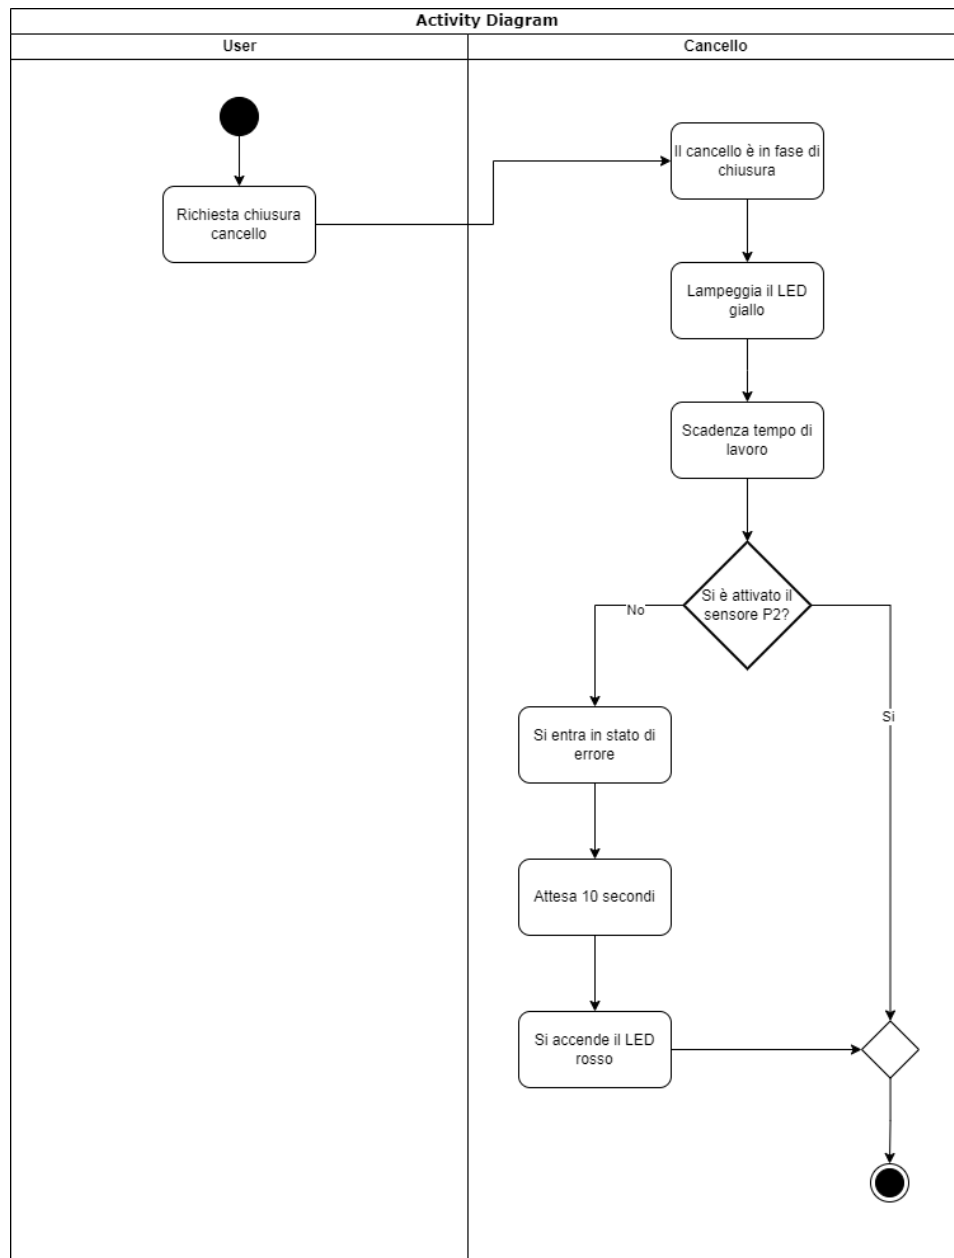 Activity Diagram
User
Cancello
Richiesta chiusura
cancello
Il cancello è in fase di
chiusura
Lampeggia il LED
giallo
Scadenza tempo di
lavoro
Si è attivato il
sensore P2?
No
Si
Si entra in stato di
errore
Attesa 10 secondi
Si accende il LED
rosso